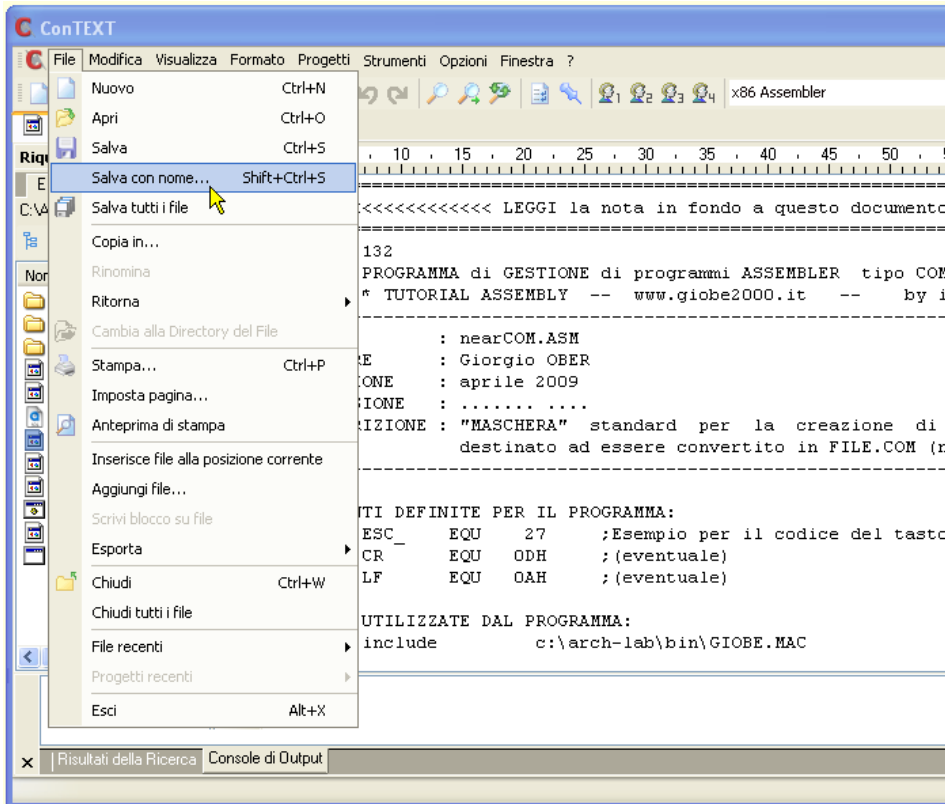 ConTEXT
File Modifica Visualizza Formato Progetti Strumenti Opzioni Finestra ?
x86 Assembler
Nuovo Ctrl+N
Apri Ctrl+O
Salva Ctrl+S
Salva con nome... Shift+Ctrl+S
Salva tutti i file
Copia in...
Rinomina
Ritorna
Cambia alla Directory del File
Stampa... Ctrl+P
Imposta pagina...
Anteprima di stampa
Inserisce file alla posizione corrente
Aggiungi file...
Scrivi blocco su file
Esporta
Chiudi Ctrl+W
Chiudi tutti i file
File recenti
Progetti recenti
Esci Alt+X
10 15 20 25 30 35 40 45 50
<<<<<<<<<<<< LEGGI la nota in fondo a questo documento
132
PROGRAMMA di GESTIONE di programmi ASSEMBLER tipo COM
* TUTORIAL ASSEMBLY -- www.giobe2000.it -- by
: nearCOM.ASM
: Giorgio OBER
: aprile 2009
: ....... ....
: "MASCHERA" standard per la creazione di
destinato ad essere convertito in FILE.COM
DEFINITE PER IL PROGRAMMA:
ESC_ EQU 27 ;Esempio per il codice del tasto
CR EQU 0DH ;(eventuale)
LF EQU 0AH ;(eventuale)
UTILIZZATE DAL PROGRAMMA:
include c:\arch-lab\bin\GIOBE.MAC
Risultati della Ricerca Console di Output